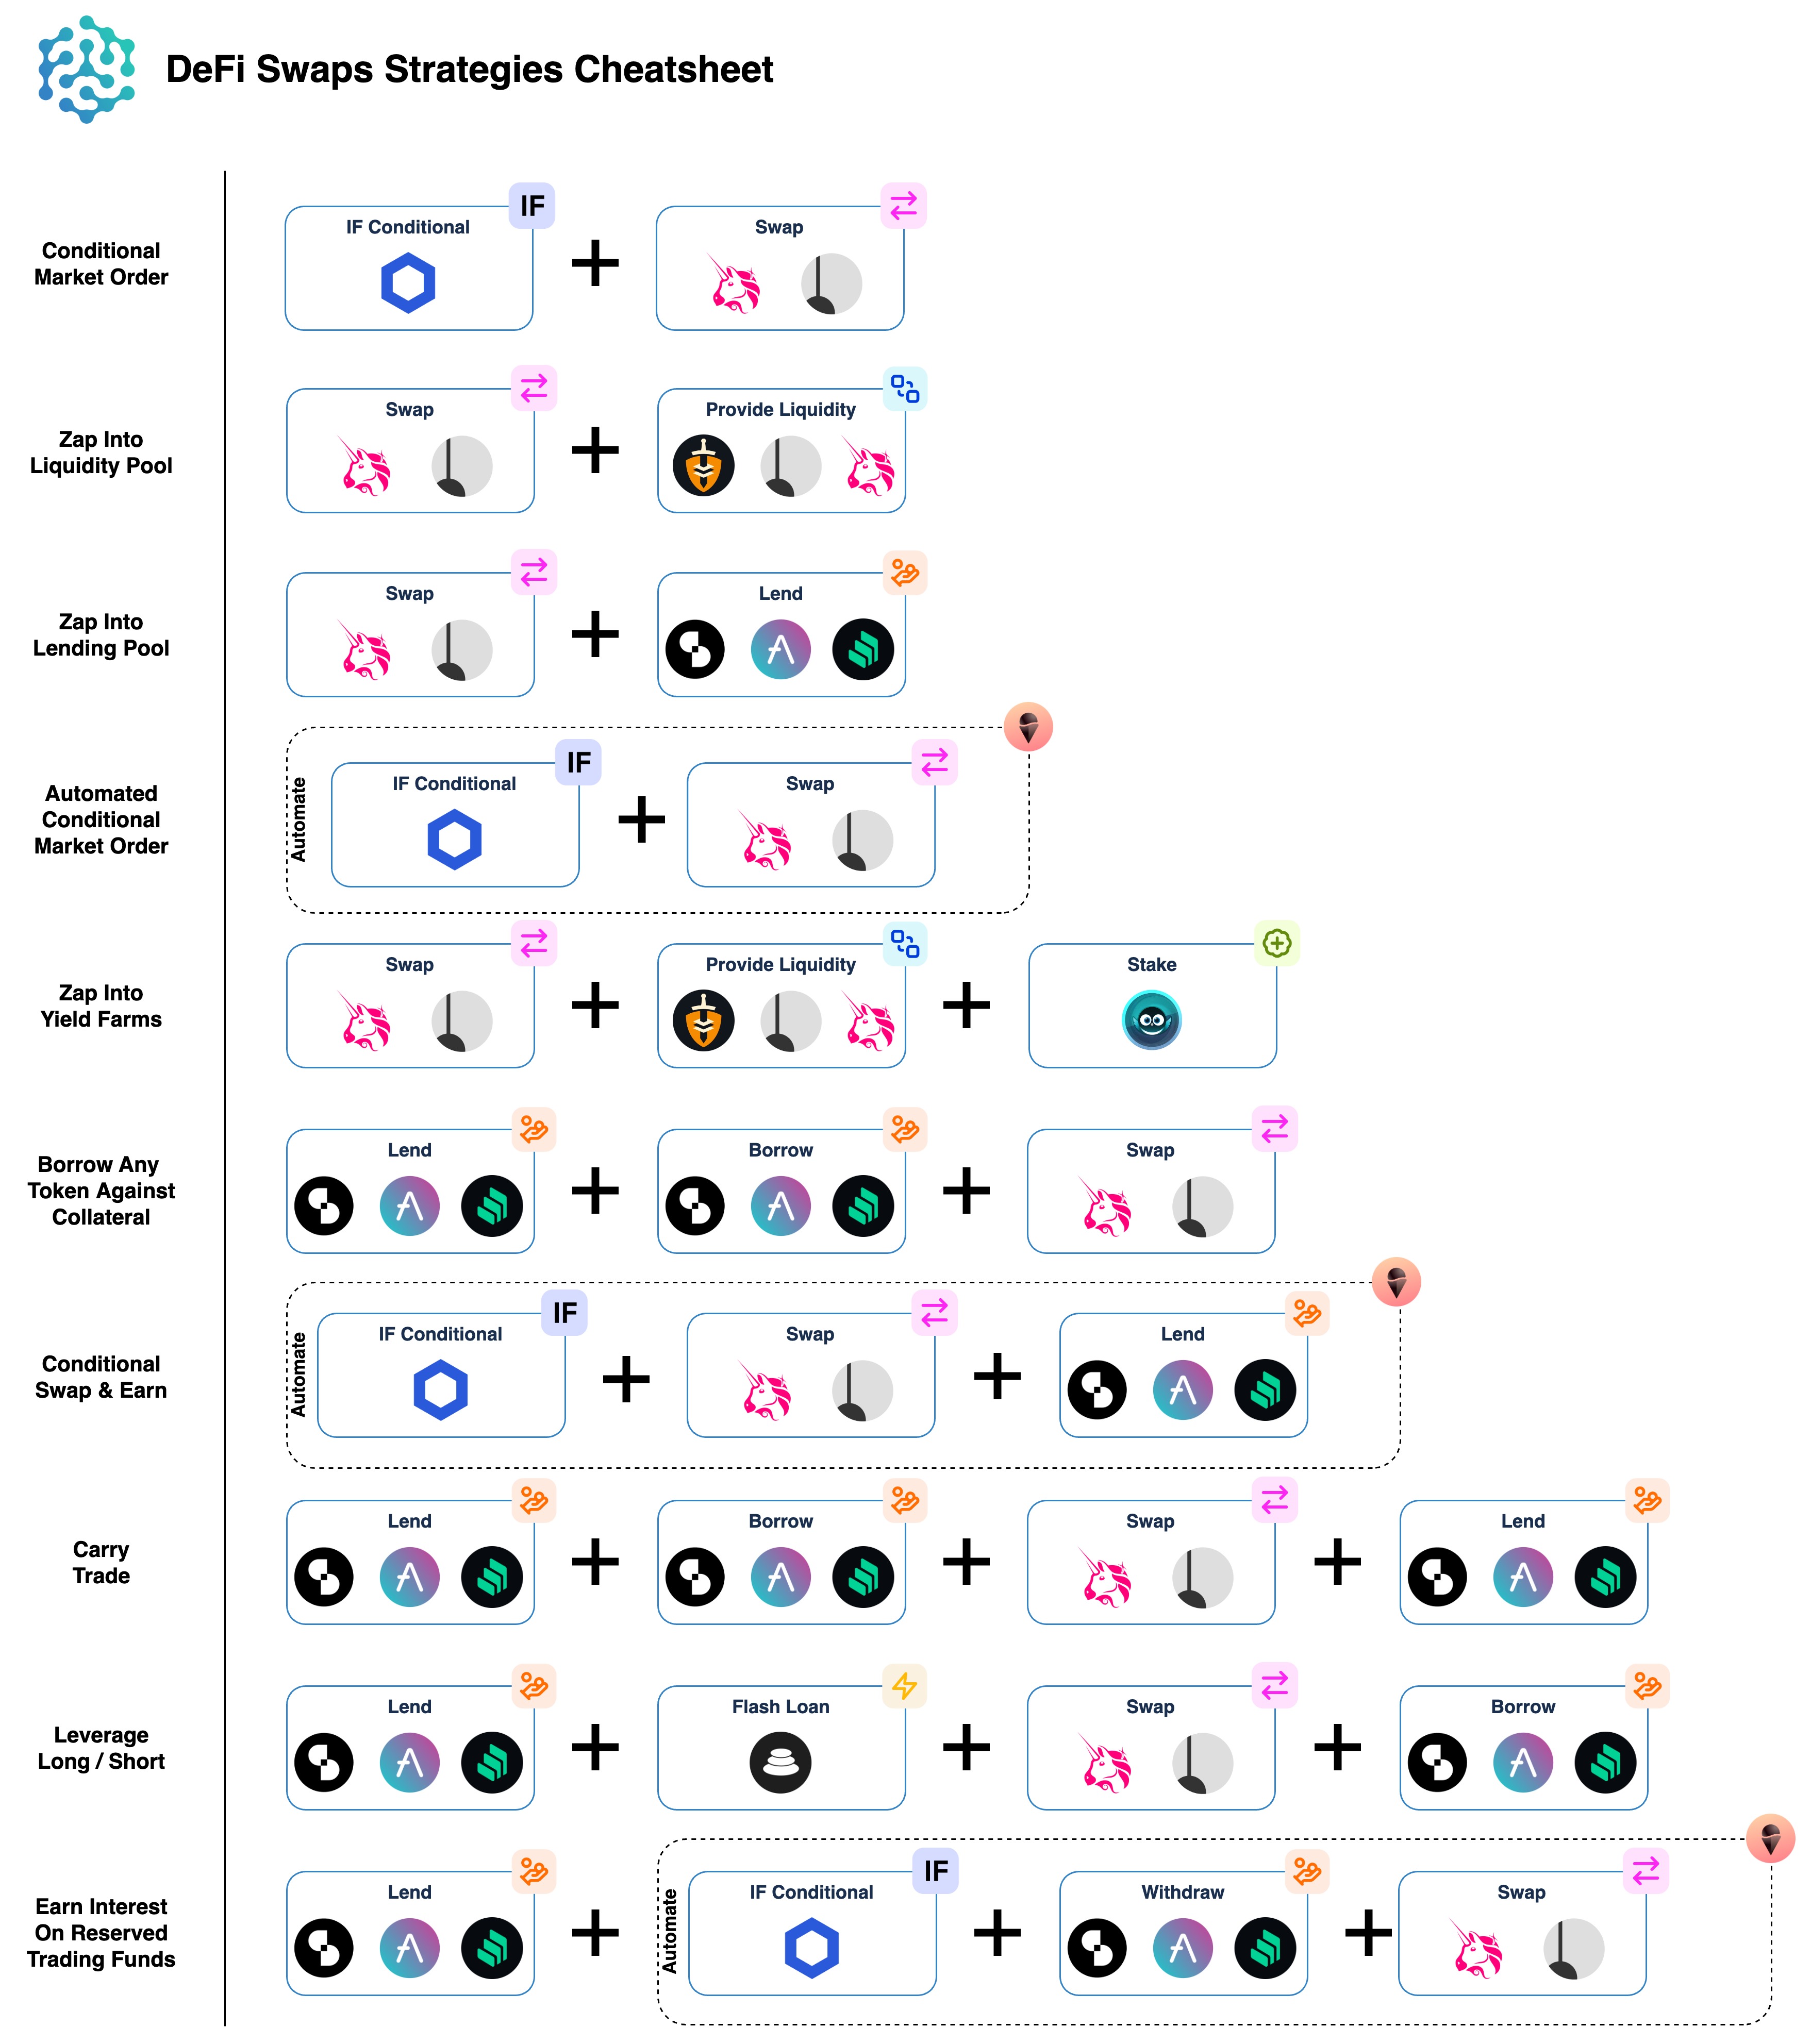 DeFi Swaps Strategies Cheatsheet
Conditional
Market Order
IF Conditional
IF
Swap
Zap Into
Liquidity Pool
Swap
Provide Liquidity
Zap Into
Lending Pool
Swap
Lend
Automated
Conditional
Market Order
Automate
IF Conditional
IF
Swap
Zap Into
Yield Farms
Swap
Provide Liquidity
Stake
Borrow Any
Token Against
Collateral
Lend
Borrow
Swap
Conditional
Swap & Earn
Automate
IF Conditional
IF
Swap
Lend
Carry
Trade
Lend
Borrow
Swap
Lend
Leverage
Long / Short
Lend
Flash Loan
Swap
Borrow
Earn Interest
On Reserved
Trading Funds
Lend
Automate
IF Conditional
IF
Withdraw
Swap